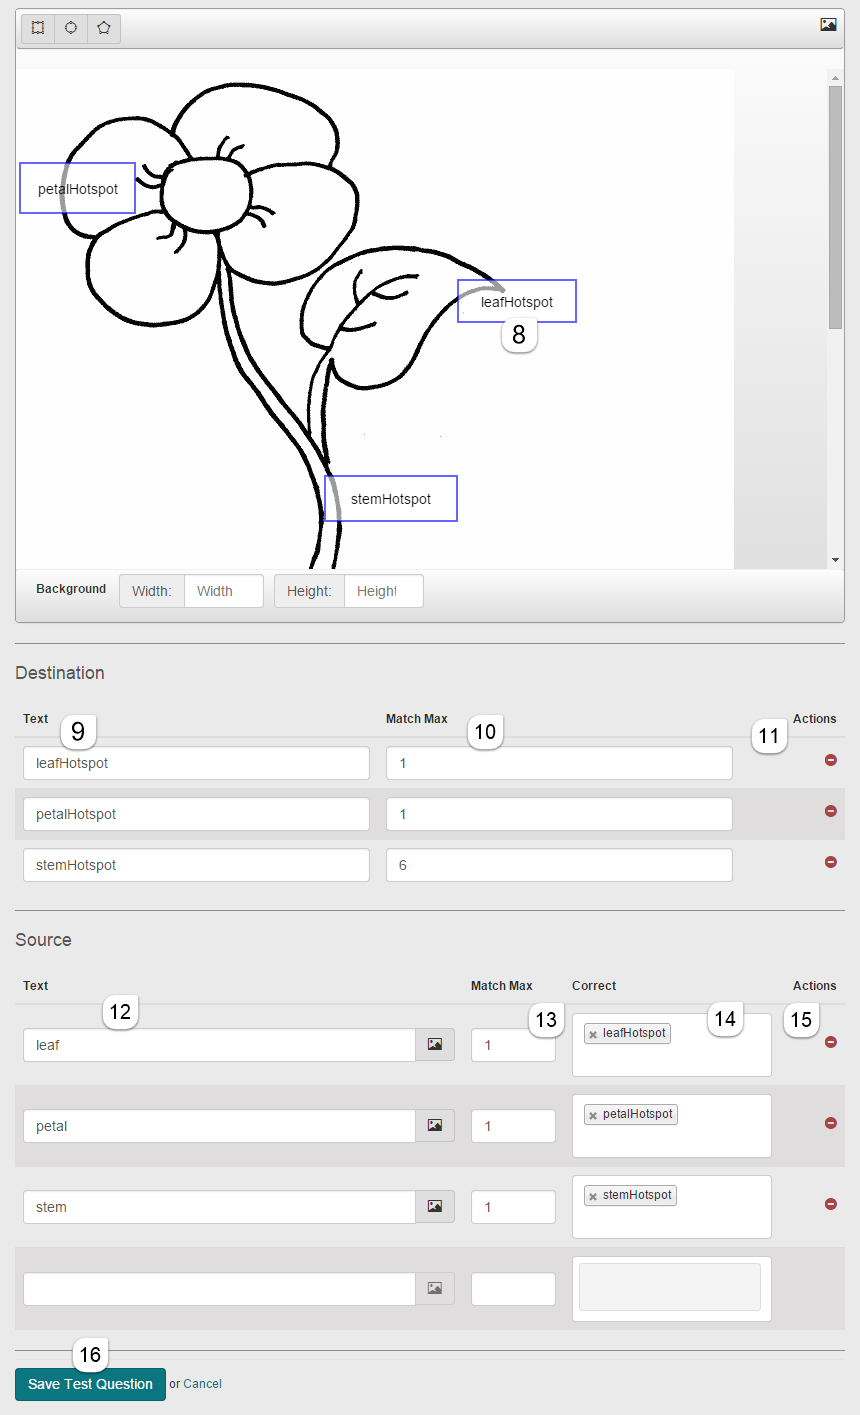 petalHotspot
leafHotspot
8
stemHotspot
Background Width: Width Height: Height
Destination
Text 9 Match Max 10 11 Actions
leafHotspot 1
petalHotspot 1
stemHotspot 6
Source
Text 12 Match Max 13 Correct 14 15 Actions
leaf 1 × leafHotspot
petal 1 × petalHotspot
stem 1 × stemHotspot
16
Save Test Question or Cancel